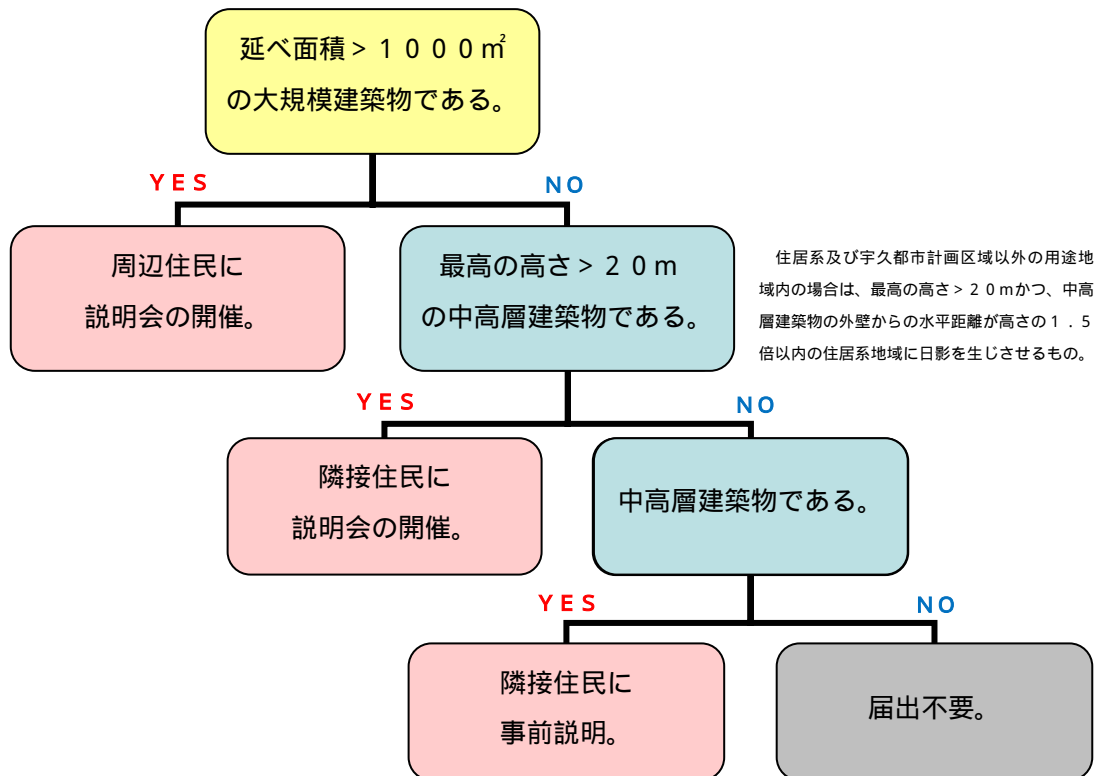 延べ面積>1000㎡
の大規模建築物である。
YES
NO
周辺住民に
説明会の開催。
最高の高さ>20m
の中高層建築物である。
住居系及び宇久都市計画区域以外の用途地
域内の場合は、最高の高さ>20mかつ、中高
層建築物の外壁からの水平距離が高さの1.5
倍以内の住居系地域に日影を生じさせるもの。
YES
NO
隣接住民に
説明会の開催。
中高層建築物である。
YES
NO
隣接住民に
事前説明。
届出不要。